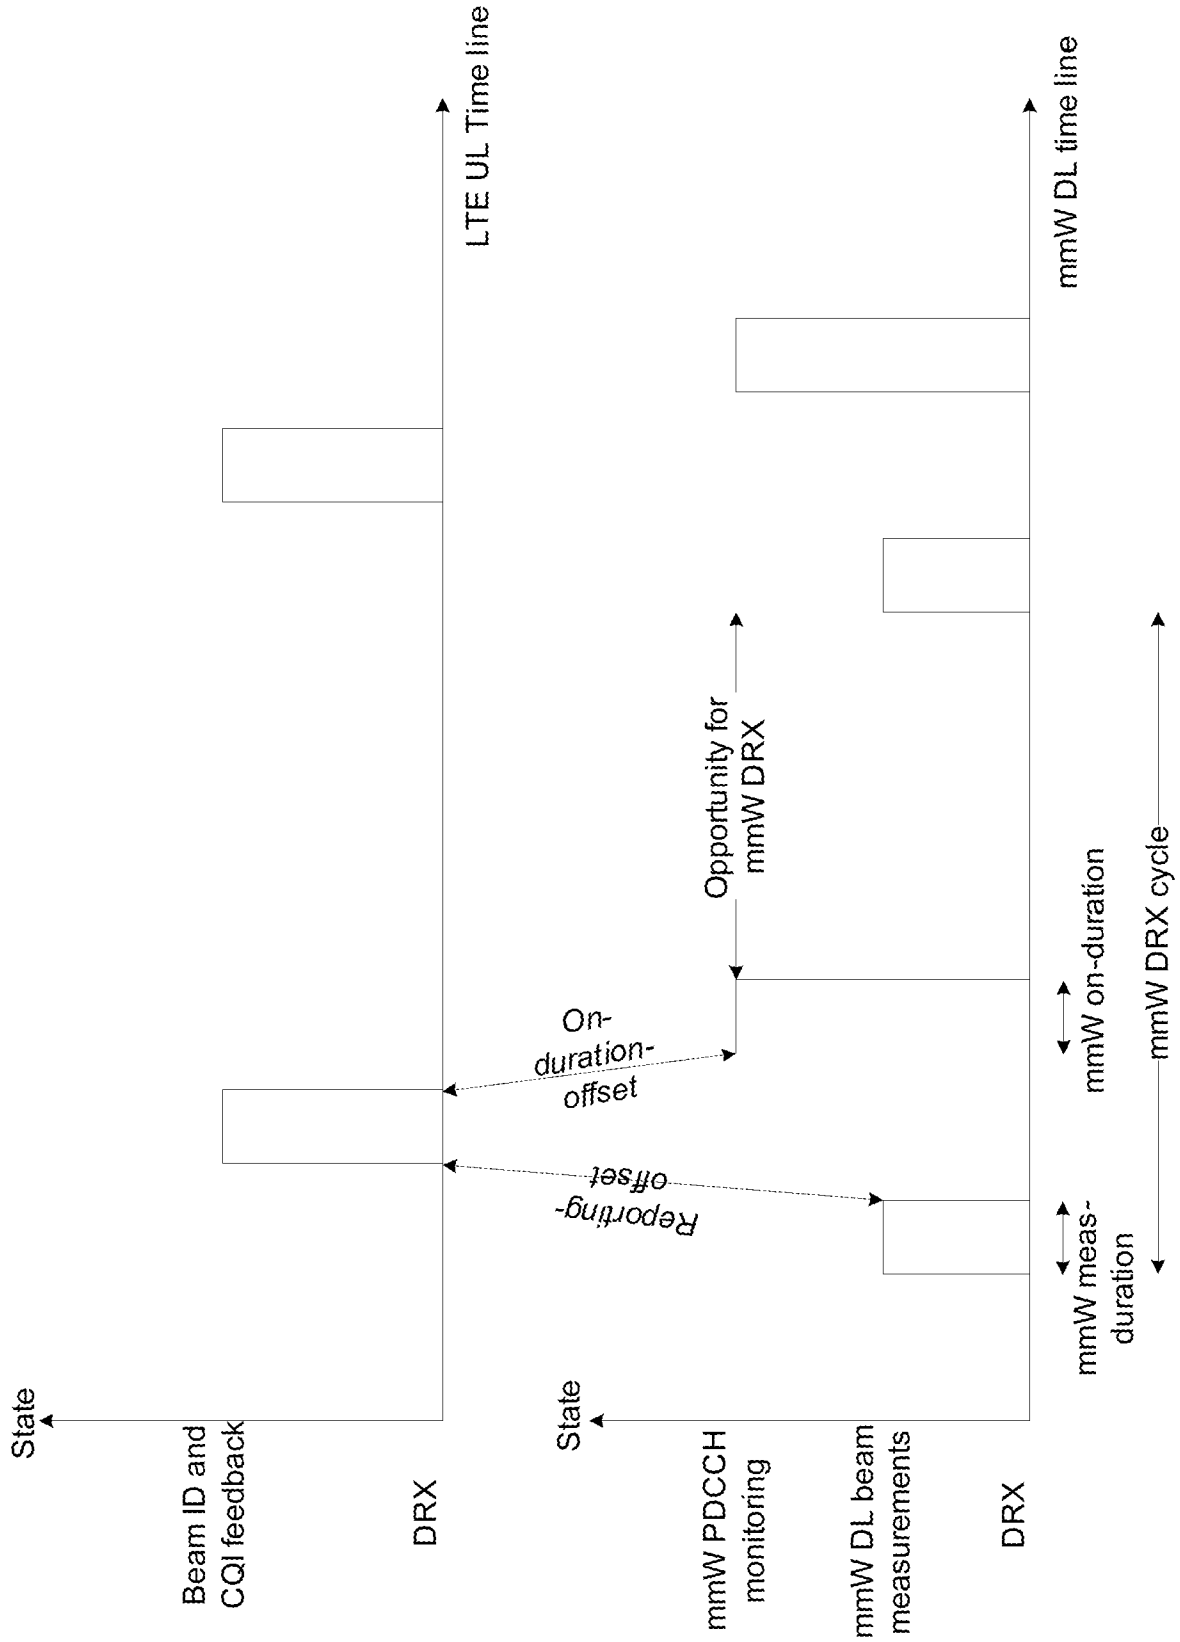 State
Beam ID and
CQI feedback
DRX
LTE UL Time line
Reporting-
offset
On-
duration-
offset
State
mmW PDCCH
monitoring
mmW DL beam
measurements
DRX
Opportunity for
mmW DRX
mmW DL time line
mmW meas-
duration
mmW on-duration
mmW DRX cycle